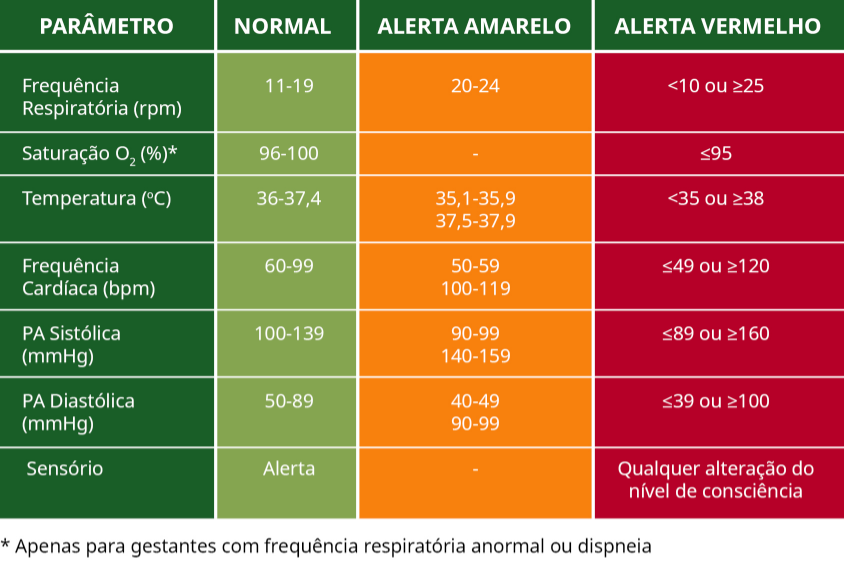 PARÂMETRO NORMAL ALERTA AMARELO ALERTA VERMELHO
Frequência 11-19 20-24 <10 ou ≥25
Respiratória (rpm)
Saturação O₂ (%)* 96-100 - ≤95
Temperatura (ºC) 36-37,4 35,1-35,9 <35 ou ≥38
37,5-37,9
Frequência 60-99 50-59 ≤49 ou ≥120
Cardíaca (bpm) 100-119
PA Sistólica 100-139 90-99 ≤89 ou ≥160
(mmHg) 140-159
PA Diastólica 50-89 40-49 ≤39 ou ≥100
(mmHg) 90-99
Sensório Alerta - Qualquer alteração do
nível de consciência
* Apenas para gestantes com frequência respiratória anormal ou dispneia